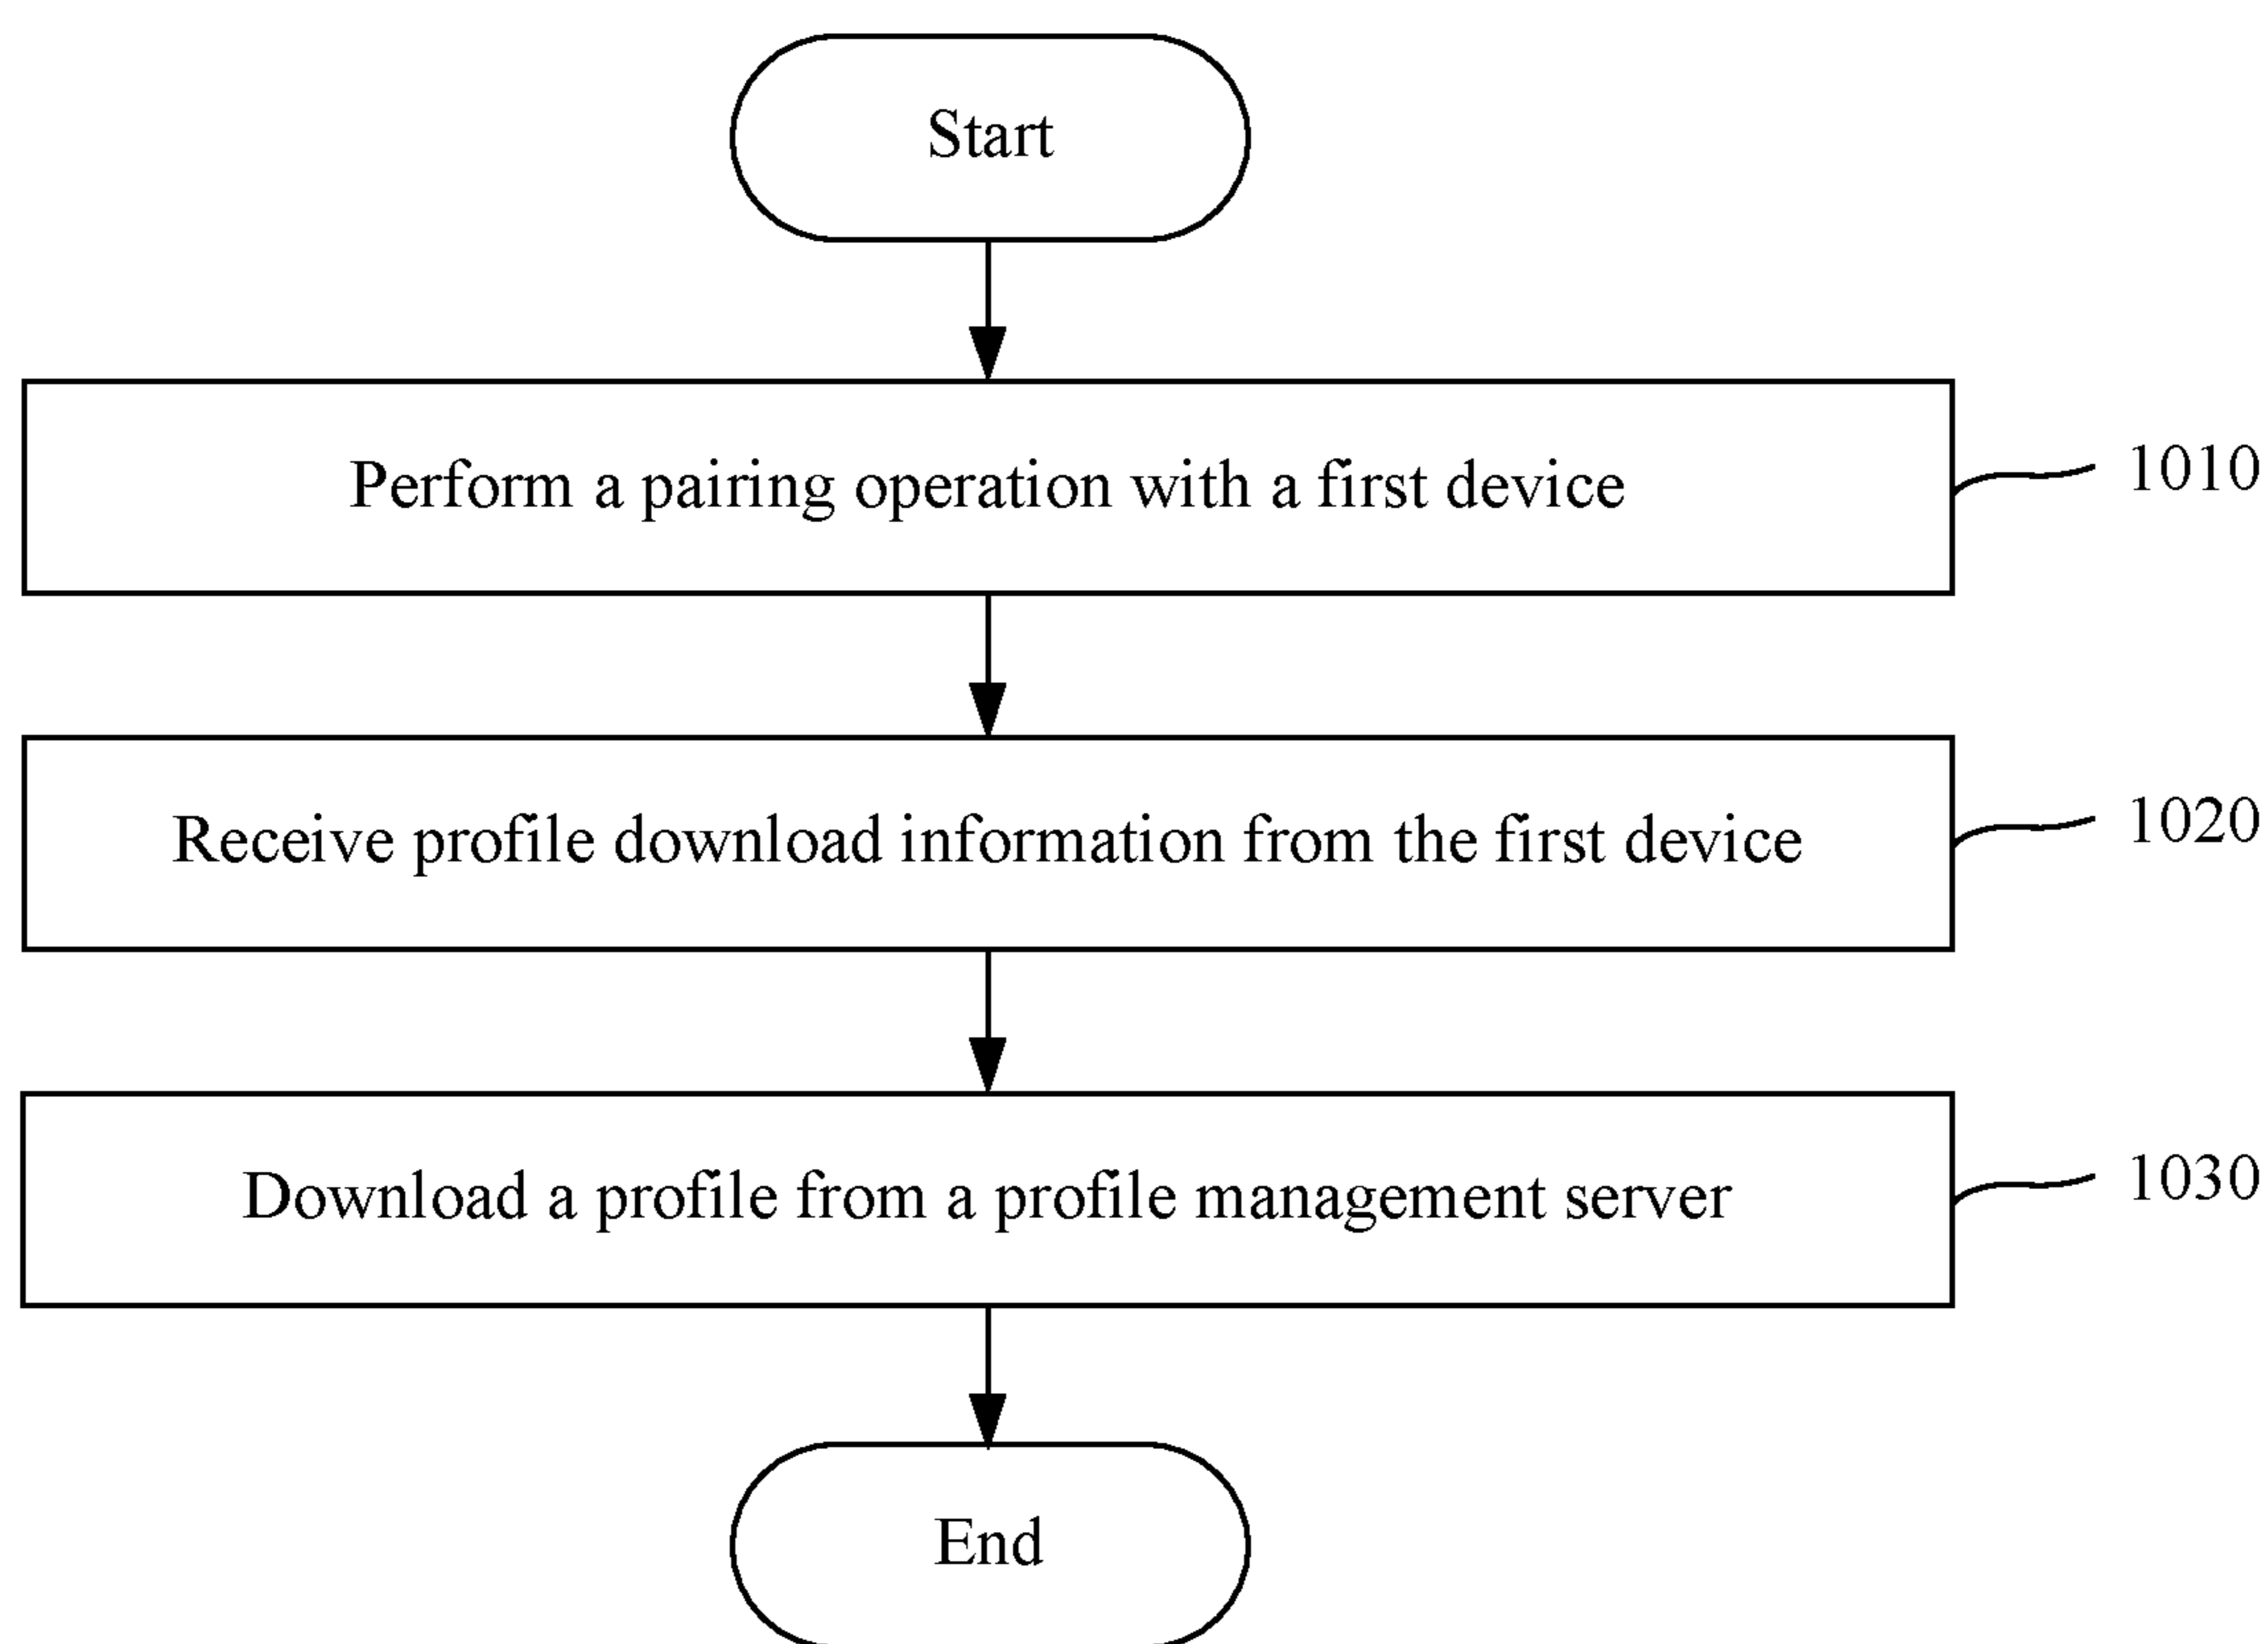 Start
Perform a pairing operation with a first device
1010
Receive profile download information from the first device
1020
Download a profile from a profile management server
1030
End